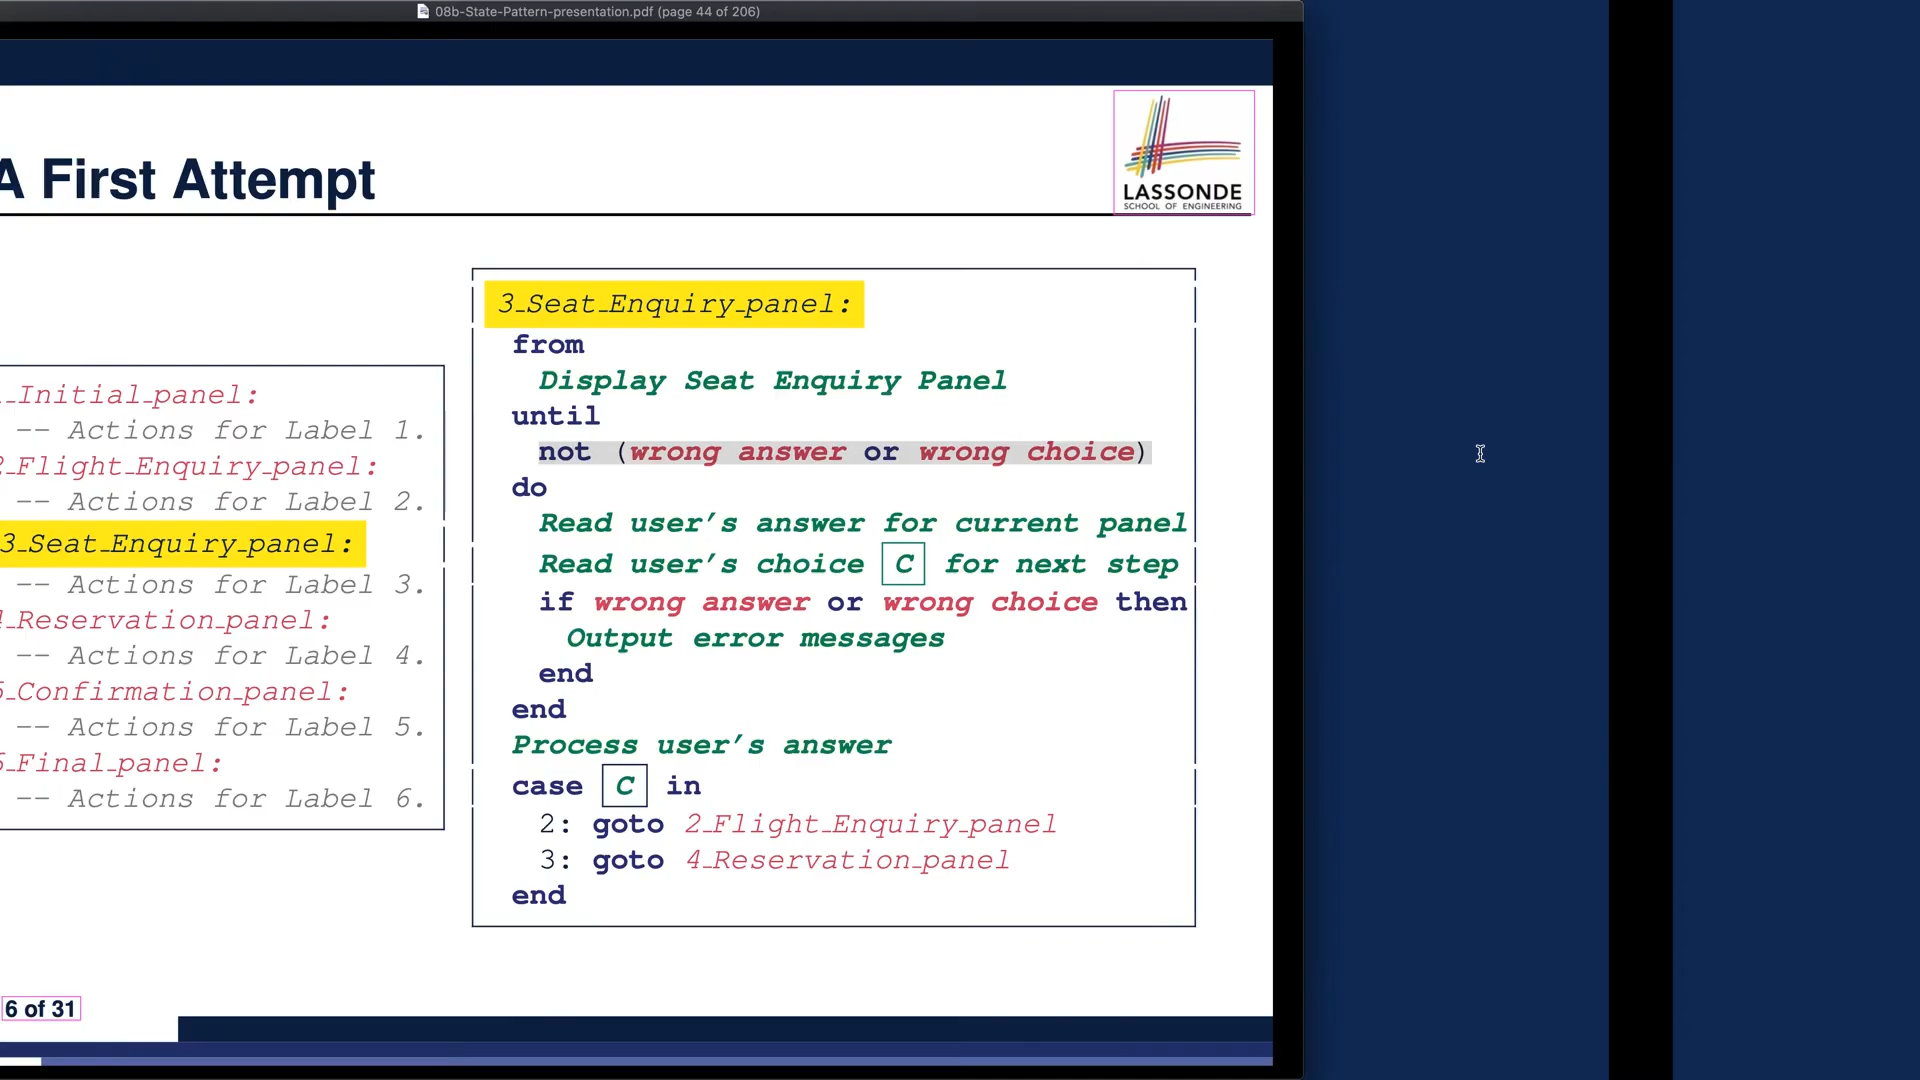 08b-State-Pattern-presentation.pdf (page 44 of 206)
A First Attempt
LASSONDE
SCHOOL OF ENGINEERING
_Initial_panel:
-- Actions for Label 1.
2_Flight_Enquiry_panel:
-- Actions for Label 2.
3_Seat_Enquiry_panel:
-- Actions for Label 3.
4_Reservation_panel:
-- Actions for Label 4.
5_Confirmation_panel:
-- Actions for Label 5.
6_Final_panel:
-- Actions for Label 6.
3_Seat_Enquiry_panel:
from
Display Seat Enquiry Panel
until
not (wrong answer or wrong choice)
do
Read user's answer for current panel
Read user's choice C for next step
if wrong answer or wrong choice then
Output error messages
end
end
Process user's answer
case C in
2: goto 2_Flight_Enquiry_panel
3: goto 4_Reservation_panel
end
6 of 31